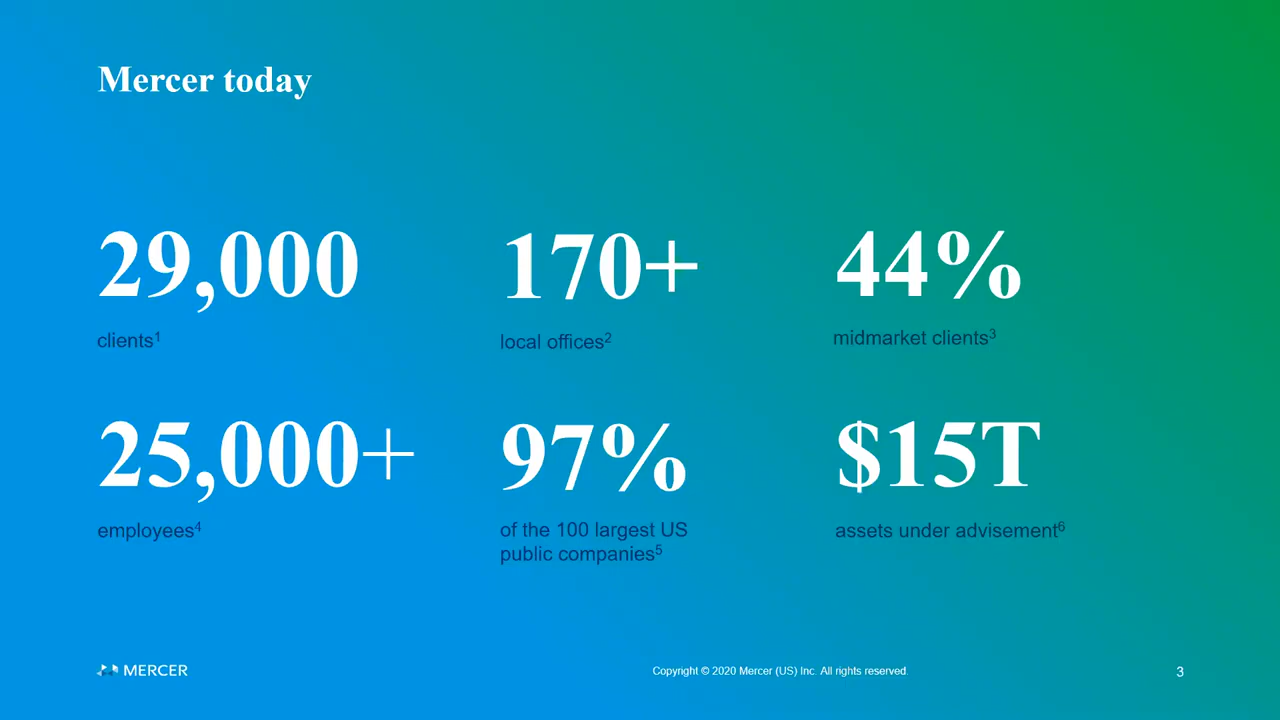 Mercer today
29,000
clients¹
170+
local offices²
44%
midmarket clients³
25,000+
employees⁴
97%
of the 100 largest US
public companies⁵
$15T
assets under advisement⁶
MERCER
Copyright © 2020 Mercer (US) Inc. All rights reserved.
3